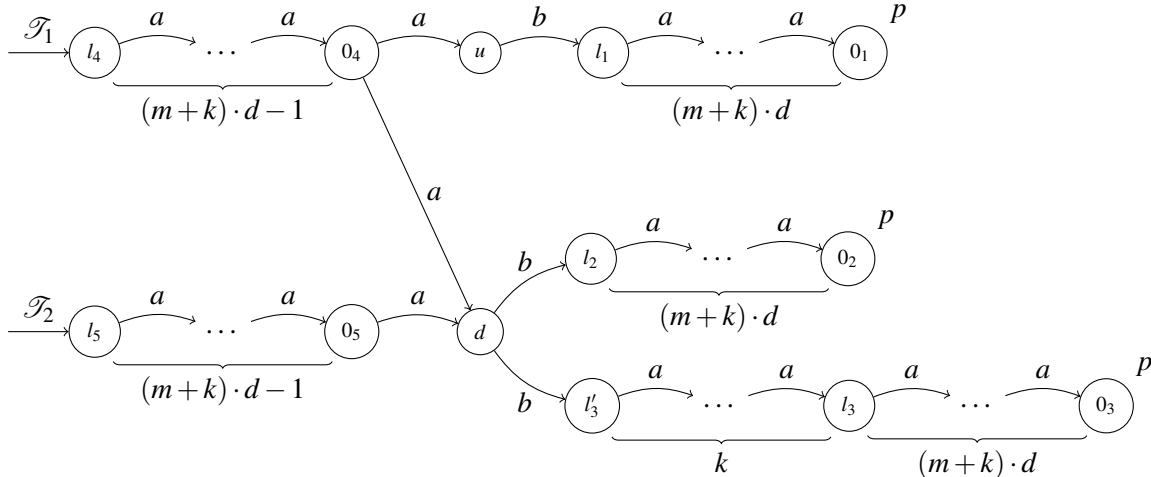 𝒯₁ l₄ a ⋯ a 0₄ a u b l₁ a ⋯ a 0₁ p
(m + k) · d − 1 (m + k) · d
a
b l₂ a ⋯ a 0₂ p
(m + k) · d
𝒯₂ l₅ a ⋯ a 0₅ a d
(m + k) · d − 1
b l′₃ a ⋯ a l₃ a ⋯ a 0₃ p
k (m + k) · d